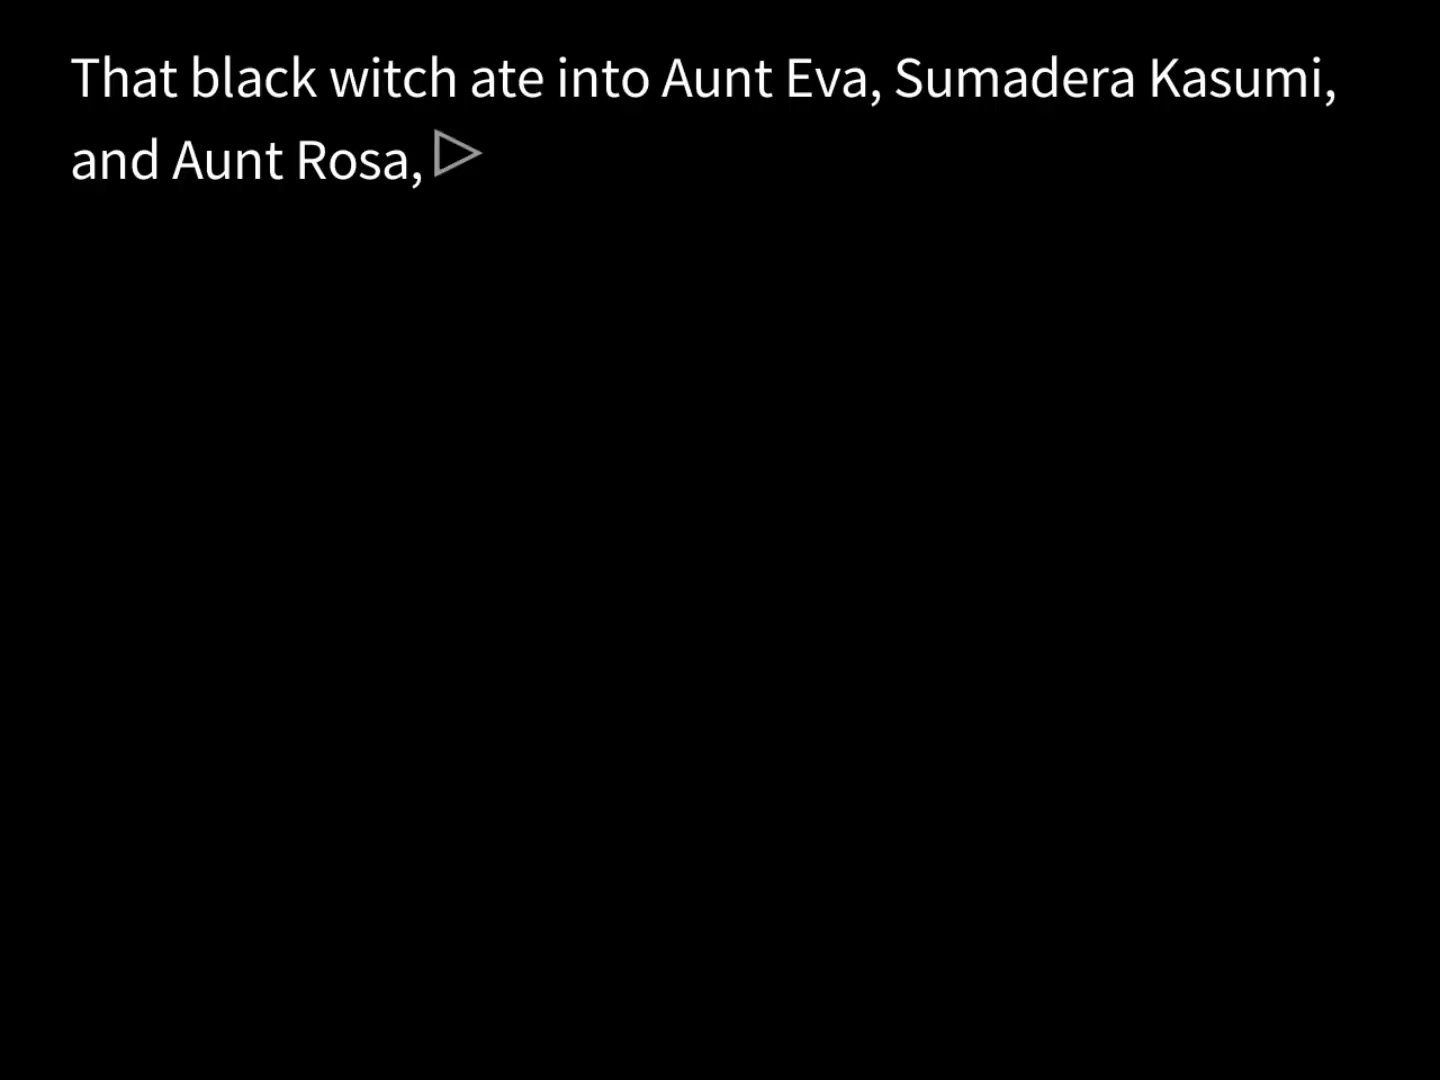 That black witch ate into Aunt Eva, Sumadera Kasumi,
and Aunt Rosa,